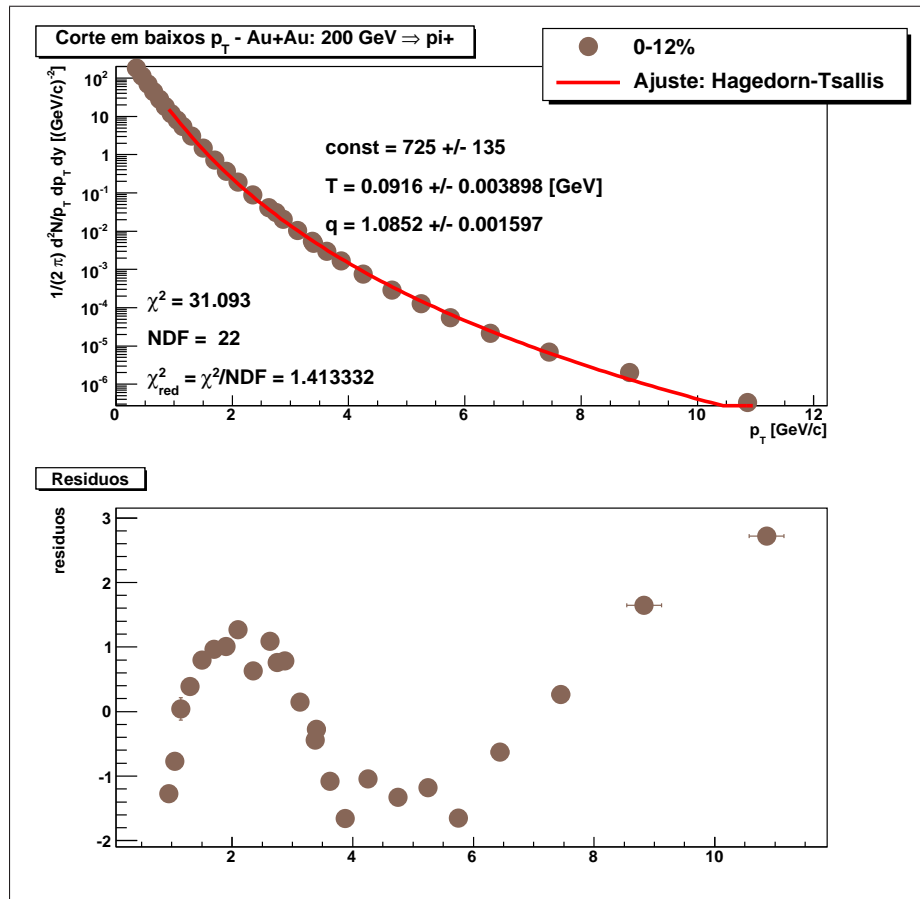 Corte em baixos p_T - Au+Au: 200 GeV ⇒ pi+
0-12%
Ajuste: Hagedorn-Tsallis
1/(2 π) d²N/p_T dp_T dy [(GeV/c)⁻²]
10²
10
1
10⁻¹
10⁻²
10⁻³
10⁻⁴
10⁻⁵
10⁻⁶
const = 725 +/- 135
T = 0.0916 +/- 0.003898 [GeV]
q = 1.0852 +/- 0.001597
χ² = 31.093
NDF = 22
χ²_red = χ²/NDF = 1.413332
0 2 4 6 8 10 12
p_T [GeV/c]
Residuos
residuos
3
2
1
0
-1
-2
2 4 6 8 10